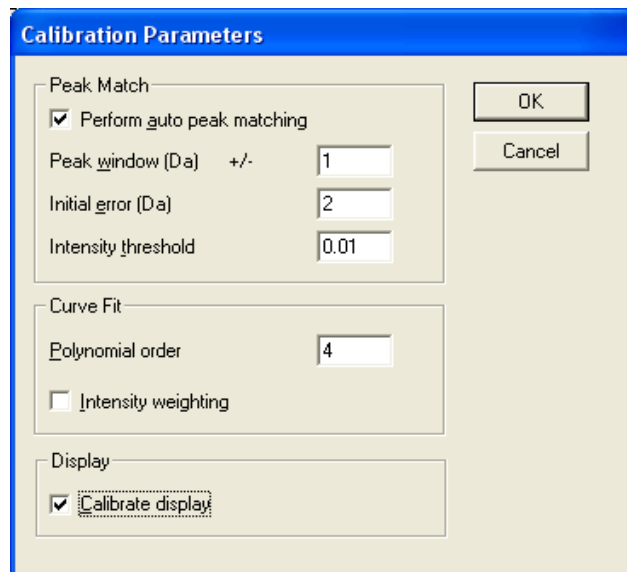 Calibration Parameters
Peak Match
Perform auto peak matching
Peak window (Da) +/- 1
Initial error (Da) 2
Intensity threshold 0.01
OK
Cancel
Curve Fit
Polynomial order 4
Intensity weighting
Display
Calibrate display